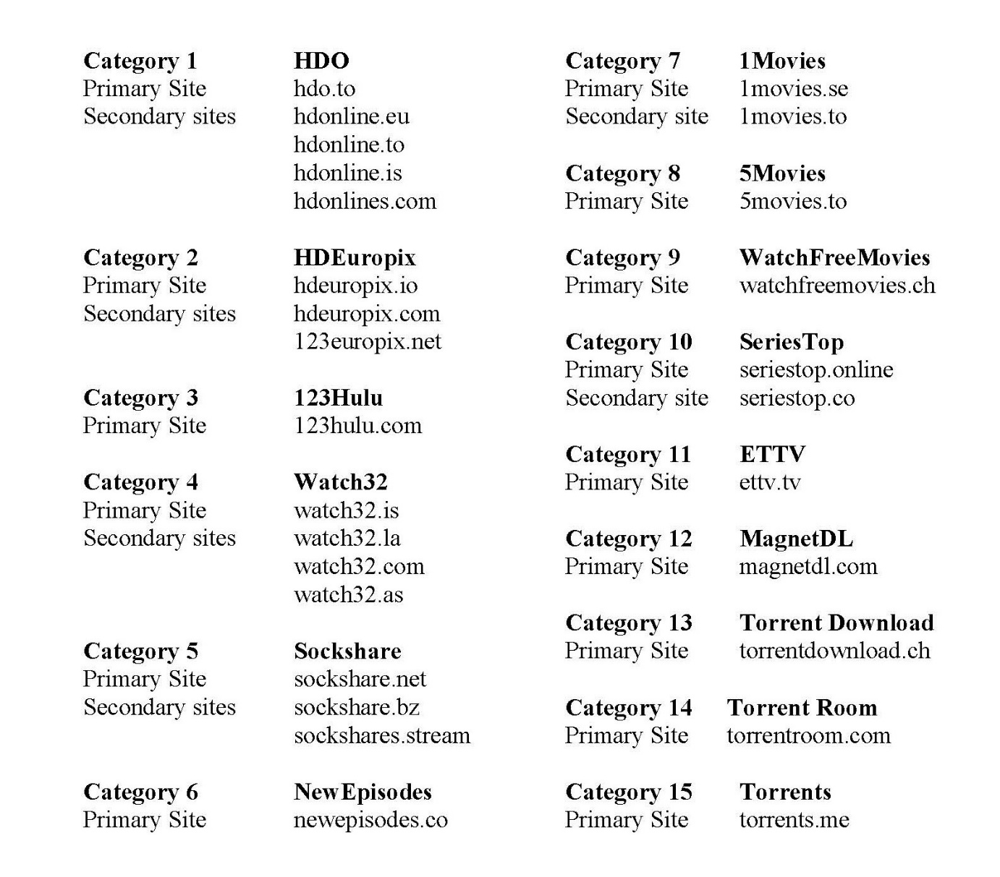 Category 1 HDO
Primary Site hdo.to
Secondary sites hdonline.eu
hdonline.to
hdonline.is
hdonlines.com
Category 2 HDEuropix
Primary Site hdeuropix.io
Secondary sites hdeuropix.com
123europix.net
Category 3 123Hulu
Primary Site 123hulu.com
Category 4 Watch32
Primary Site watch32.is
Secondary sites watch32.la
watch32.com
watch32.as
Category 5 Sockshare
Primary Site sockshare.net
Secondary sites sockshare.bz
sockshares.stream
Category 6 NewEpisodes
Primary Site newepisodes.co
Category 7 1Movies
Primary Site 1movies.se
Secondary site 1movies.to
Category 8 5Movies
Primary Site 5movies.to
Category 9 WatchFreeMovies
Primary Site watchfreemovies.ch
Category 10 SeriesTop
Primary Site seriestop.online
Secondary site seriestop.co
Category 11 ETTV
Primary Site ettv.tv
Category 12 MagnetDL
Primary Site magnetdl.com
Category 13 Torrent Download
Primary Site torrentdownload.ch
Category 14 Torrent Room
Primary Site torrentroom.com
Category 15 Torrents
Primary Site torrents.me